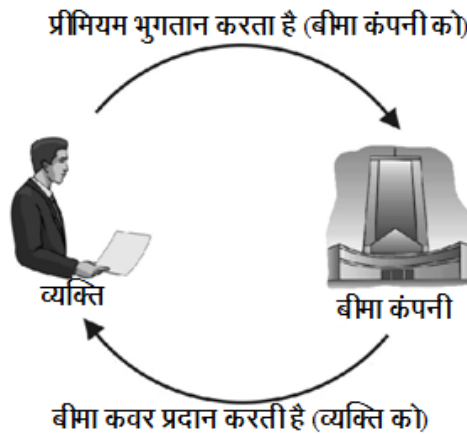 प्रीमियम भुगतान करता है (बीमा कंपनी को)
व्यक्ति
बीमा कंपनी
बीमा कवर प्रदान करती है (व्यक्ति को)